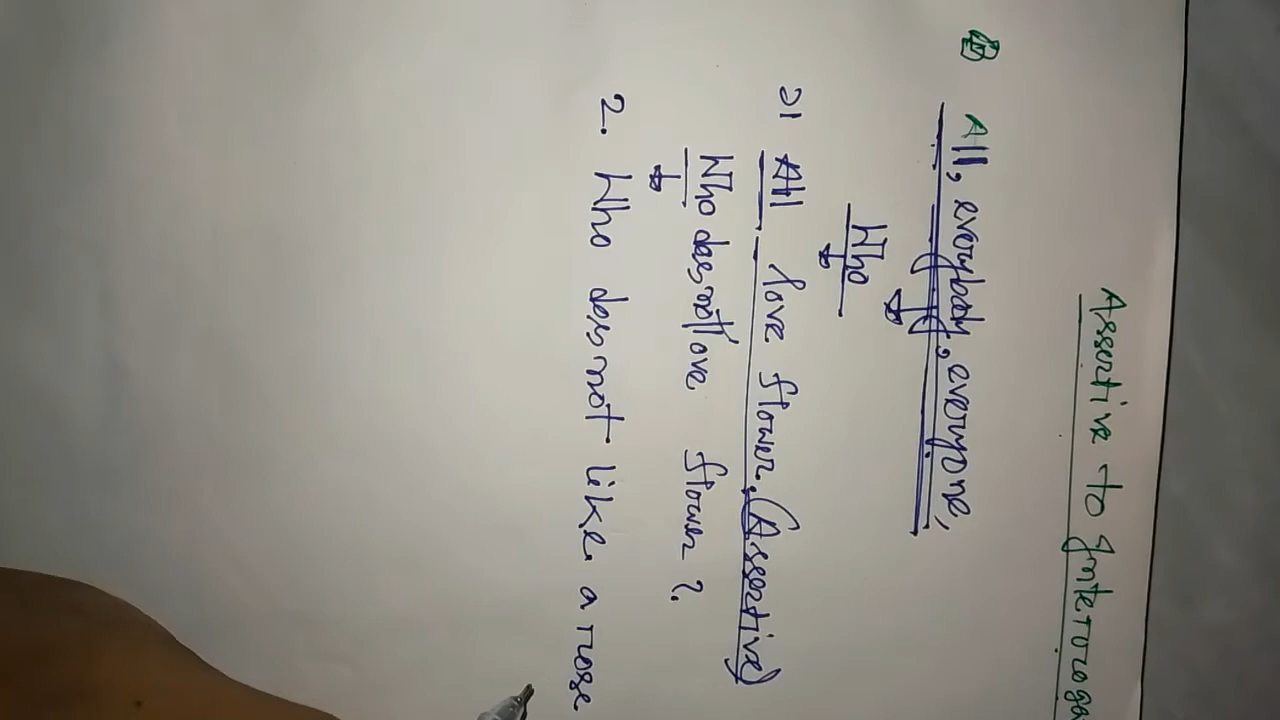 Assertive to Interroga
All, everybody, everyone,
Who
১। All love flower. (Assertive)
Who does not love flower?
2. Who does not like a rose